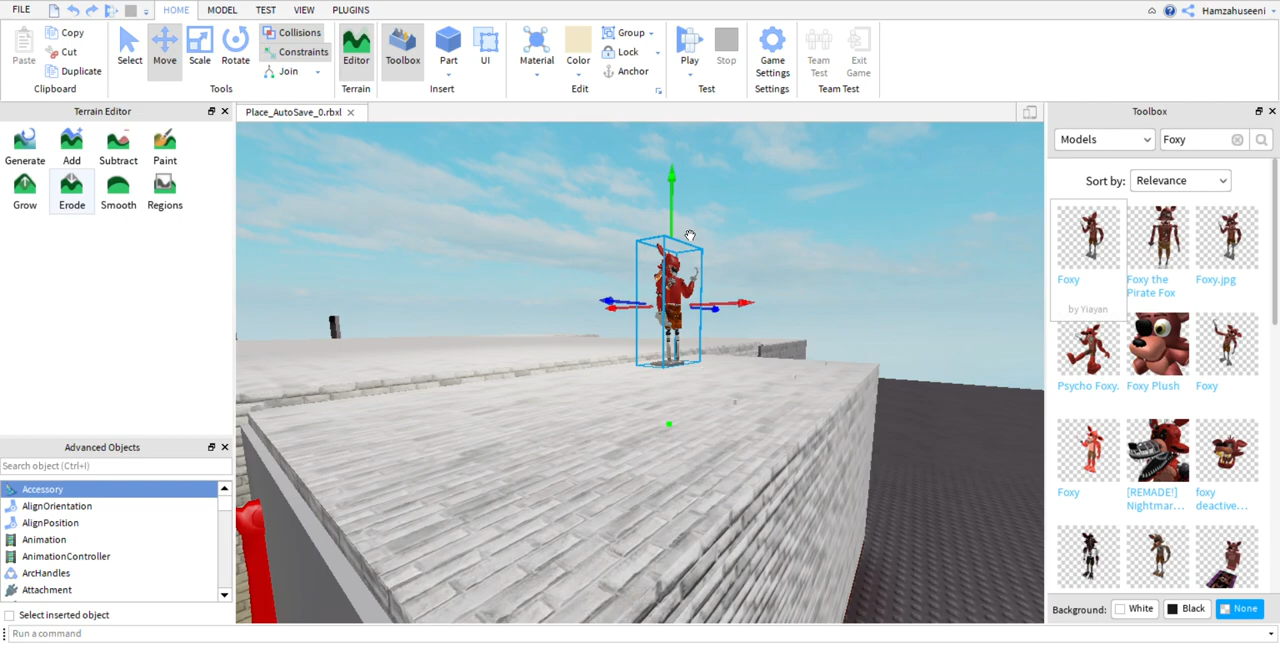 FILE HOME MODEL TEST VIEW PLUGINS Hamzahuseeni
Paste Copy Cut Duplicate Clipboard
Select Move Scale Rotate Collisions Constraints Join Tools
Editor Terrain
Toolbox Part UI Insert
Material Color Group Lock Anchor Edit
Play Stop Test
Game Settings Settings
Team Test Exit Game Team Test
Terrain Editor
Generate Add Subtract Paint
Grow Erode Smooth Regions
Advanced Objects
Search object (Ctrl+I)
Accessory
AlignOrientation
AlignPosition
Animation
AnimationController
ArcHandles
Attachment
Select inserted object
Run a command
Place_AutoSave_0.rbxl
Toolbox
Models Foxy
Sort by: Relevance
Foxy Foxy the Pirate Fox Foxy.jpg
by Yiayan
Psycho Foxy. Foxy Plush Foxy
Foxy [REMADE!] Nightmar... foxy deactive...
Background: White Black None